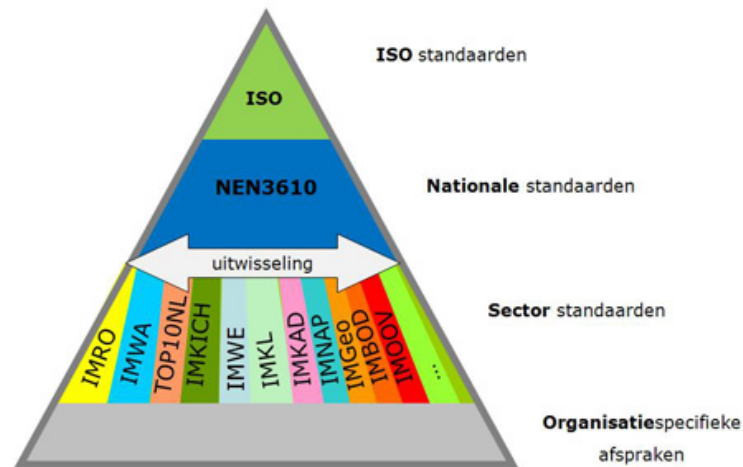 ISO standaarden
ISO
NEN3610
Nationale standaarden
uitwisseling
Sector standaarden
IMRO
IMWA
TOP10NL
IMKICH
IMWE
IMKL
IMKAD
IMNAP
IMGeo
IMBOD
IMOOV
...
Organisatiespecifieke
afspraken